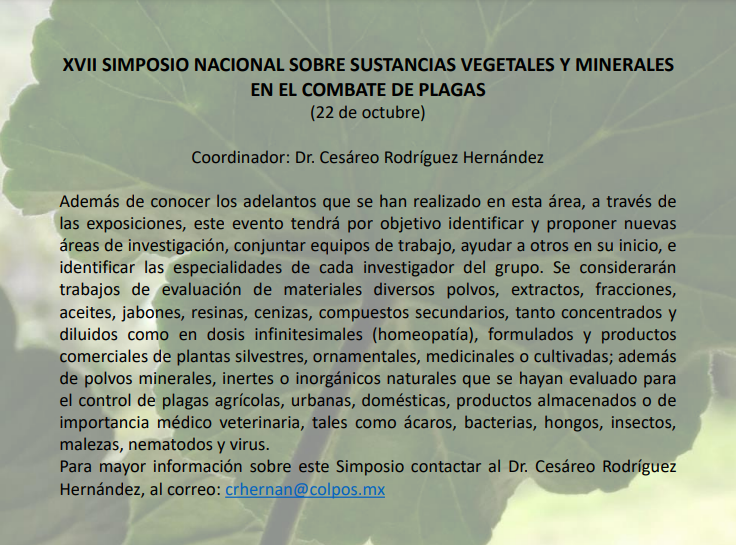 XVII SIMPOSIO NACIONAL SOBRE SUSTANCIAS VEGETALES Y MINERALES
EN EL COMBATE DE PLAGAS
(22 de octubre)
Coordinador: Dr. Cesáreo Rodríguez Hernández
Además de conocer los adelantos que se han realizado en esta área, a través de
las exposiciones, este evento tendrá por objetivo identificar y proponer nuevas
áreas de investigación, conjuntar equipos de trabajo, ayudar a otros en su inicio, e
identificar las especialidades de cada investigador del grupo. Se considerarán
trabajos de evaluación de materiales diversos polvos, extractos, fracciones,
aceites, jabones, resinas, cenizas, compuestos secundarios, tanto concentrados y
diluidos como en dosis infinitesimales (homeopatía), formulados y productos
comerciales de plantas silvestres, ornamentales, medicinales o cultivadas; además
de polvos minerales, inertes o inorgánicos naturales que se hayan evaluado para
el control de plagas agrícolas, urbanas, domésticas, productos almacenados o de
importancia médico veterinaria, tales como ácaros, bacterias, hongos, insectos,
malezas, nematodos y virus.
Para mayor información sobre este Simposio contactar al Dr. Cesáreo Rodríguez
Hernández, al correo: crhernan@colpos.mx